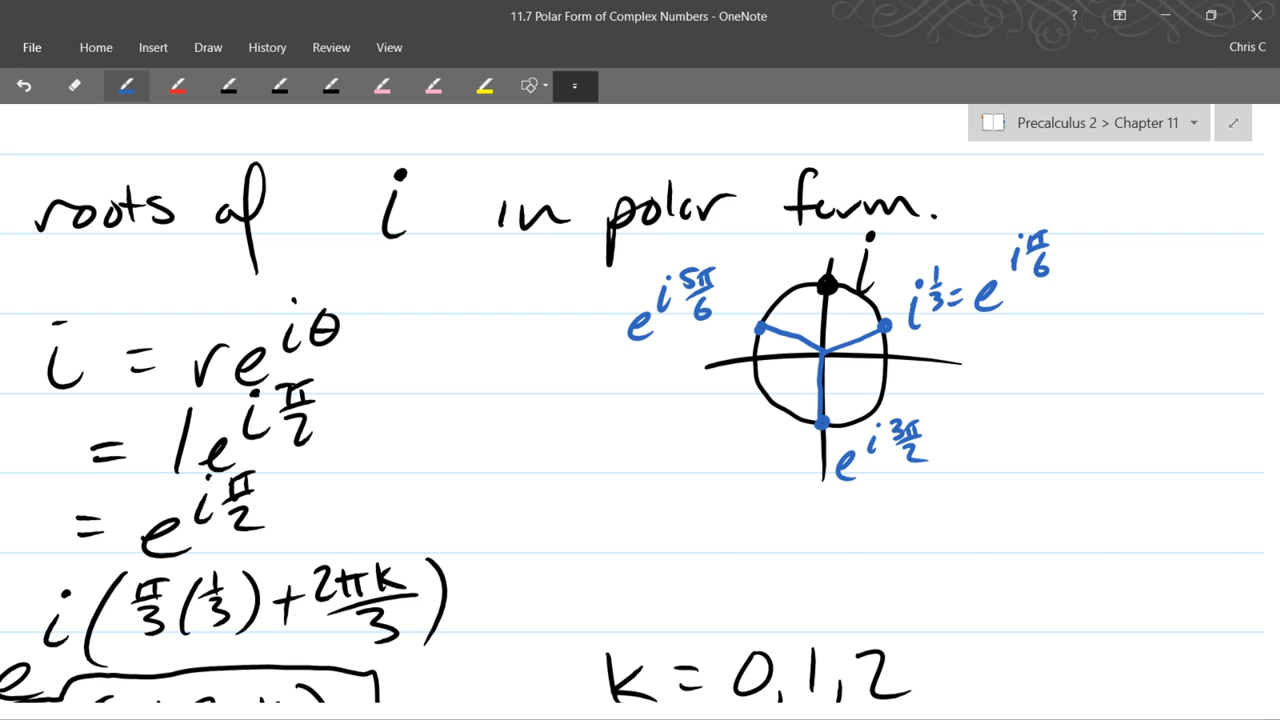 11.7 Polar Form of Complex Numbers - OneNote
?
File Home Insert Draw History Review View
Chris C
Precalculus 2 > Chapter 11
roots of i in polar form.
i
i^{1/3} = e^{iπ/6}
e^{i5π/6}
e^{i3π/2}
i = re^{iθ}
= 1e^{iπ/2}
= e^{iπ/2}
e^{i(π/3(1/3) + 2πk/3)}
k = 0, 1, 2